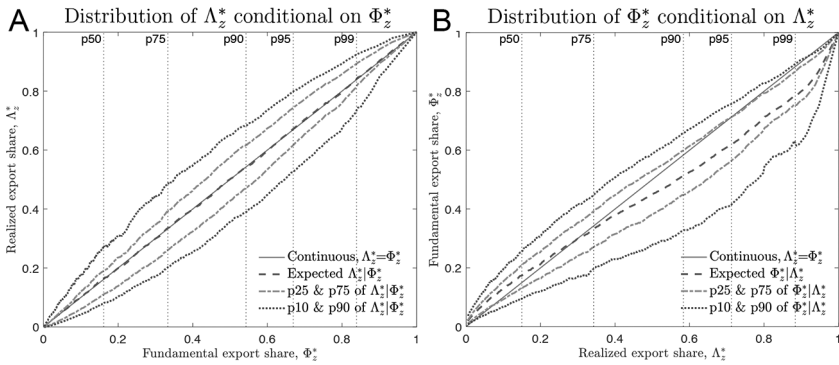 A
Distribution of Λ*z conditional on Φ*z
1
p50
p75
p90
p95
p99
0.8
0.6
0.4
0.2
0
Realized export share, Λ*z
Continuous, Λ*z=Φ*z
Expected Λ*z|Φ*z
p25 & p75 of Λ*z|Φ*z
p10 & p90 of Λ*z|Φ*z
0 0.2 0.4 0.6 0.8 1
Fundamental export share, Φ*z
B
Distribution of Φ*z conditional on Λ*z
1
p50
p75
p90
p95
p99
0.8
0.6
0.4
0.2
0
Fundamental export share, Φ*z
Continuous, Λ*z=Φ*z
Expected Φ*z|Λ*z
p25 & p75 of Φ*z|Λ*z
p10 & p90 of Φ*z|Λ*z
0 0.2 0.4 0.6 0.8 1
Realized export share, Λ*z